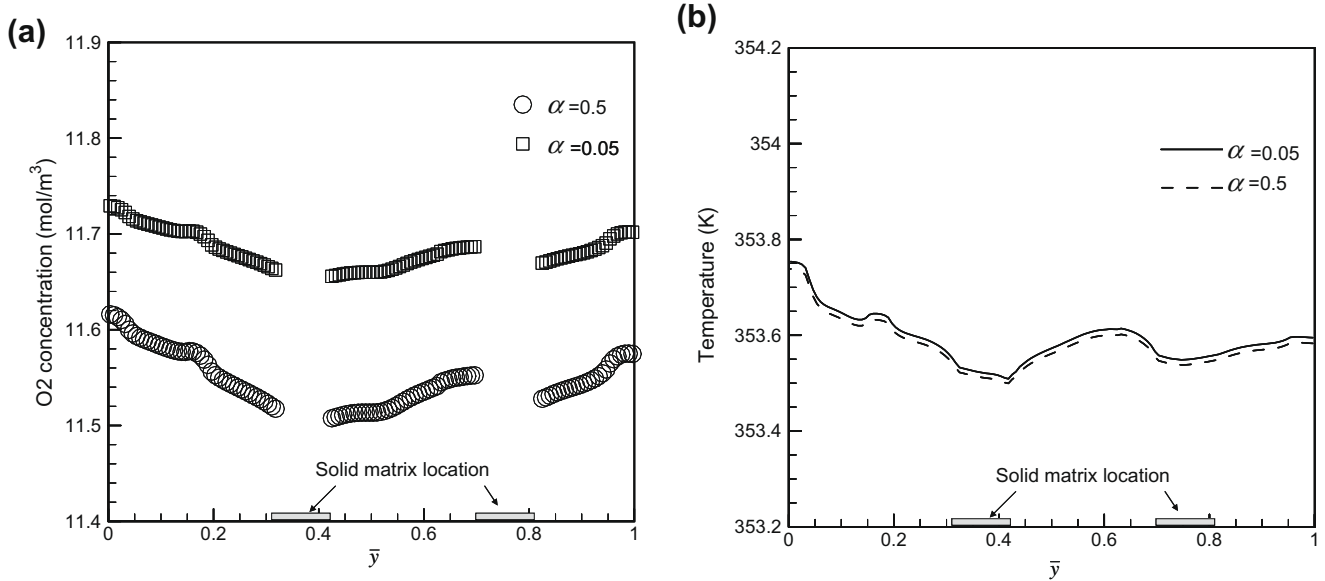 (a)
11.9
11.8
11.7
11.6
11.5
11.4
O2 concentration (mol/m³)
α=0.5
α=0.05
Solid matrix location
0 0.2 0.4 0.6 0.8 1
ȳ
(b)
354.2
354
353.8
353.6
353.4
353.2
Temperature (K)
α=0.05
α=0.5
Solid matrix location
0 0.2 0.4 0.6 0.8 1
ȳ